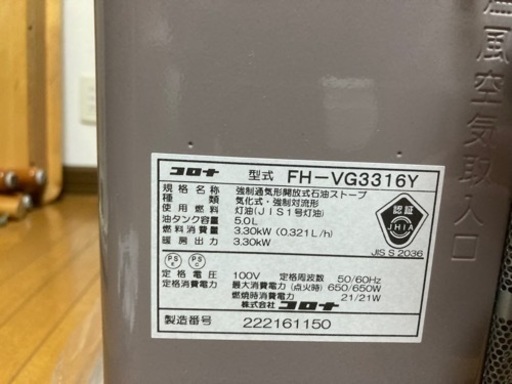 コロナ 型式 FH-VG3316Y
規格名称 強制通気形開放式石油ストーブ
種類 気化式・強制対流形
使用燃料 灯油(JIS1号灯油)
油タンク容量 5.0L
燃料消費量 3.30kW (0.321L/h)
暖房出力 3.30kW
認証
JHIA
JIS S 2036
PS E
PS C
定格電圧 100V 定格周波数 50/60Hz
定格消費電力 最大消費電力 (点火時) 650/650W
燃焼時消費電力 21/21W
株式会社 コロナ
製造番号 222161150
温風空気取入口